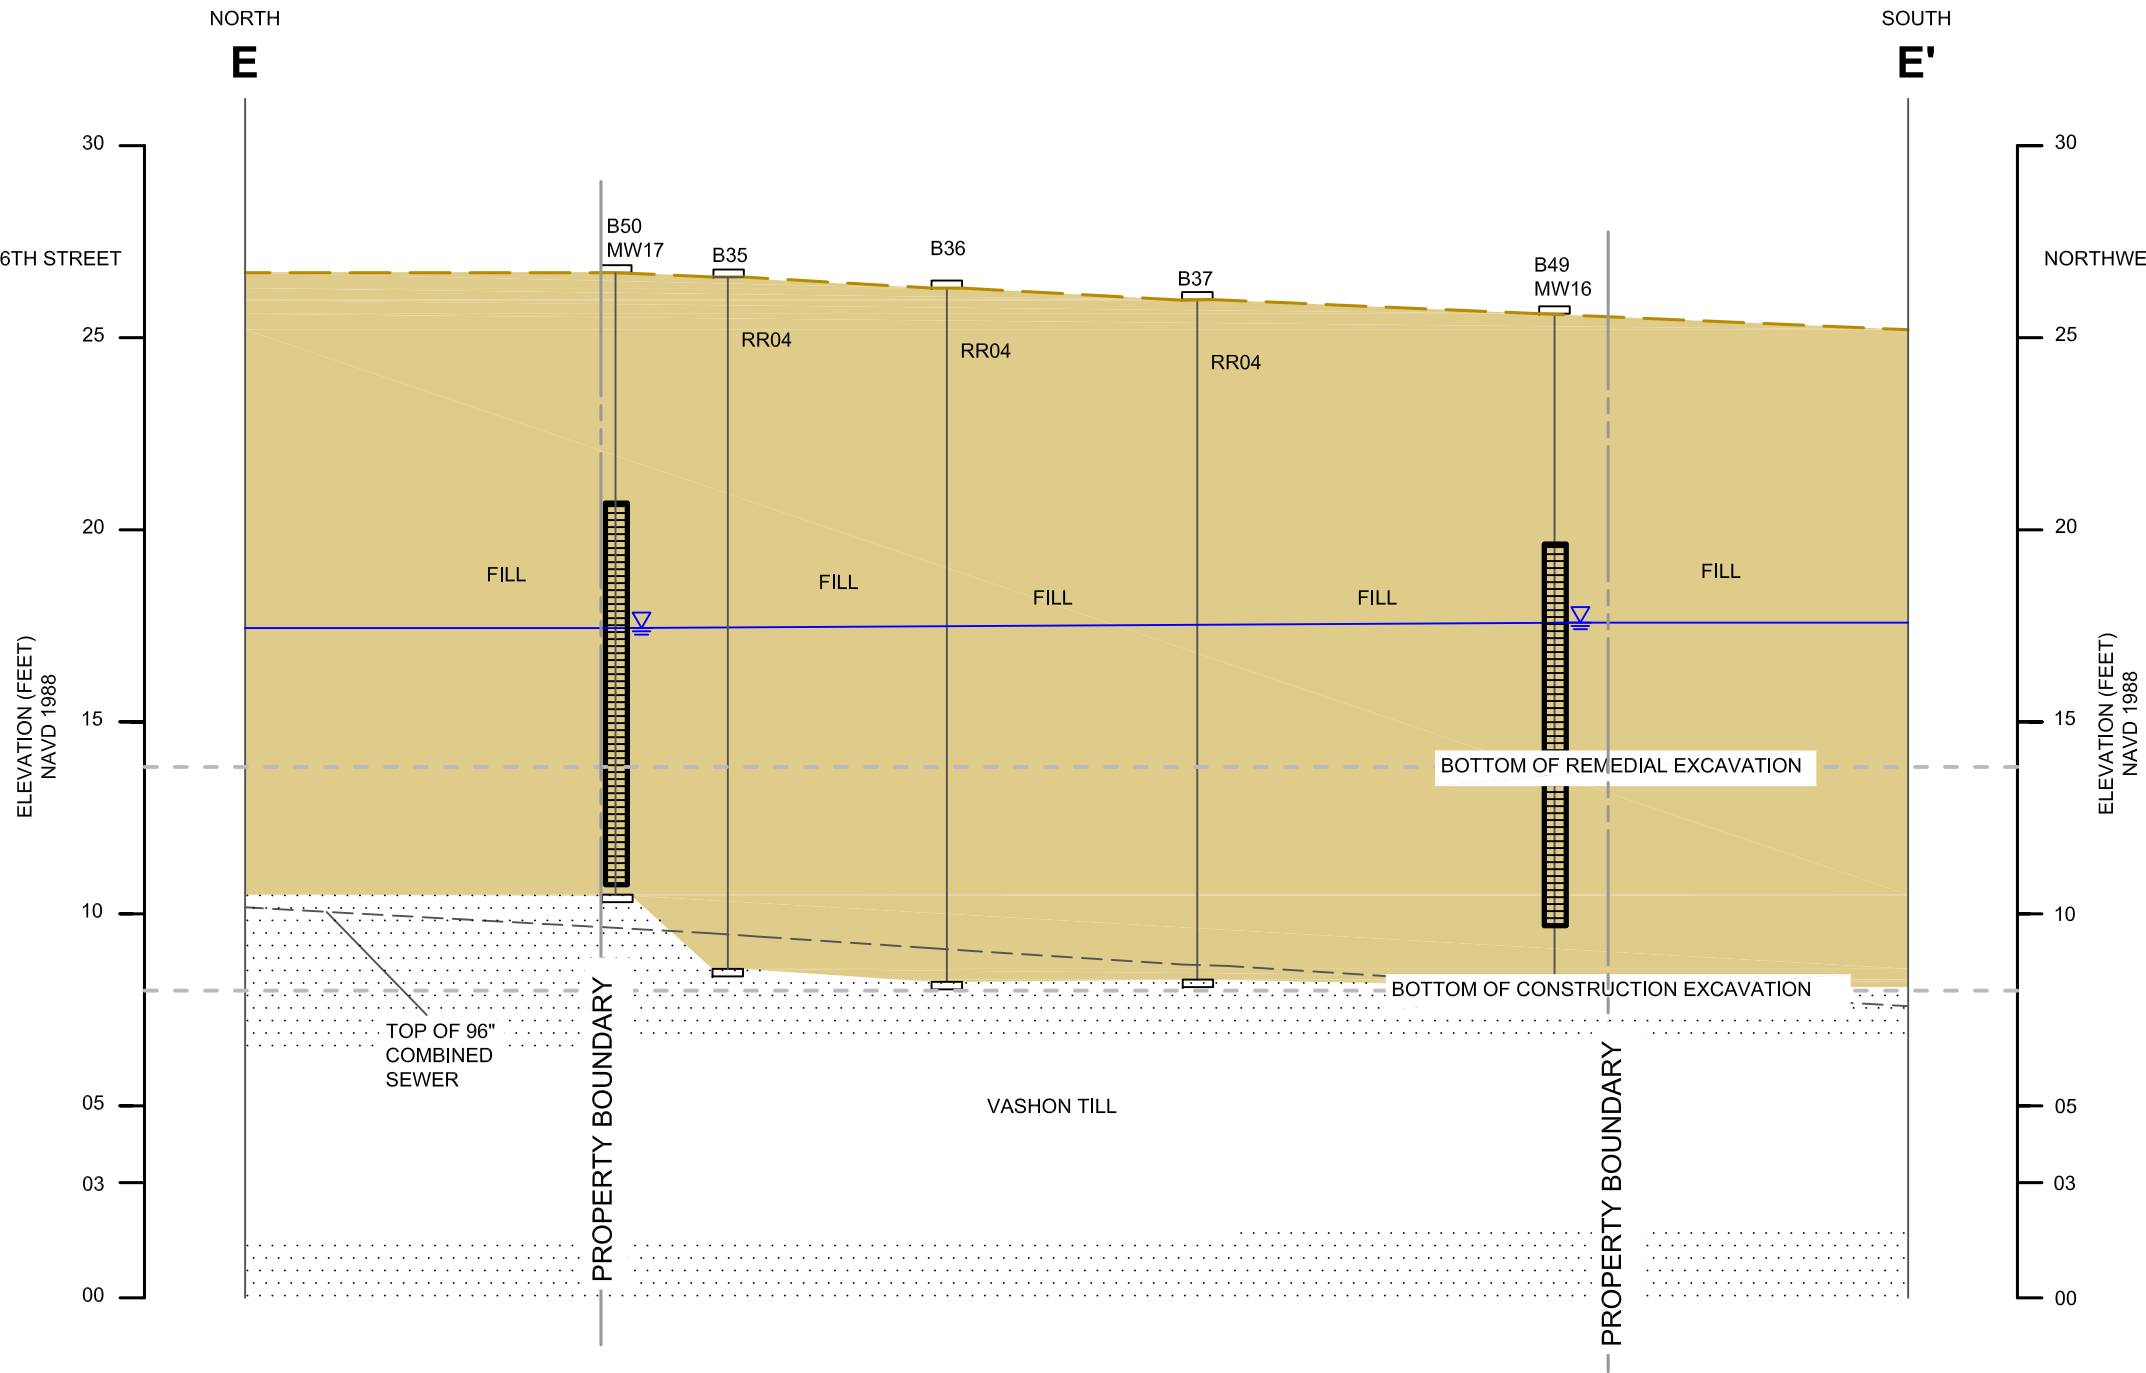 NORTH
E
SOUTH
E'
30
30
B50
MW17
B35
B36
B37
B49
MW16
6TH STREET
NORTHWE
25
25
RR04
RR04
RR04
20
20
FILL
FILL
FILL
FILL
FILL
ELEVATION (FEET)
NAVD 1988
ELEVATION (FEET)
NAVD 1988
15
15
BOTTOM OF REMEDIAL EXCAVATION
10
10
BOTTOM OF CONSTRUCTION EXCAVATION
TOP OF 96"
COMBINED
SEWER
PROPERTY BOUNDARY
PROPERTY BOUNDARY
VASHON TILL
05
05
03
03
00
00